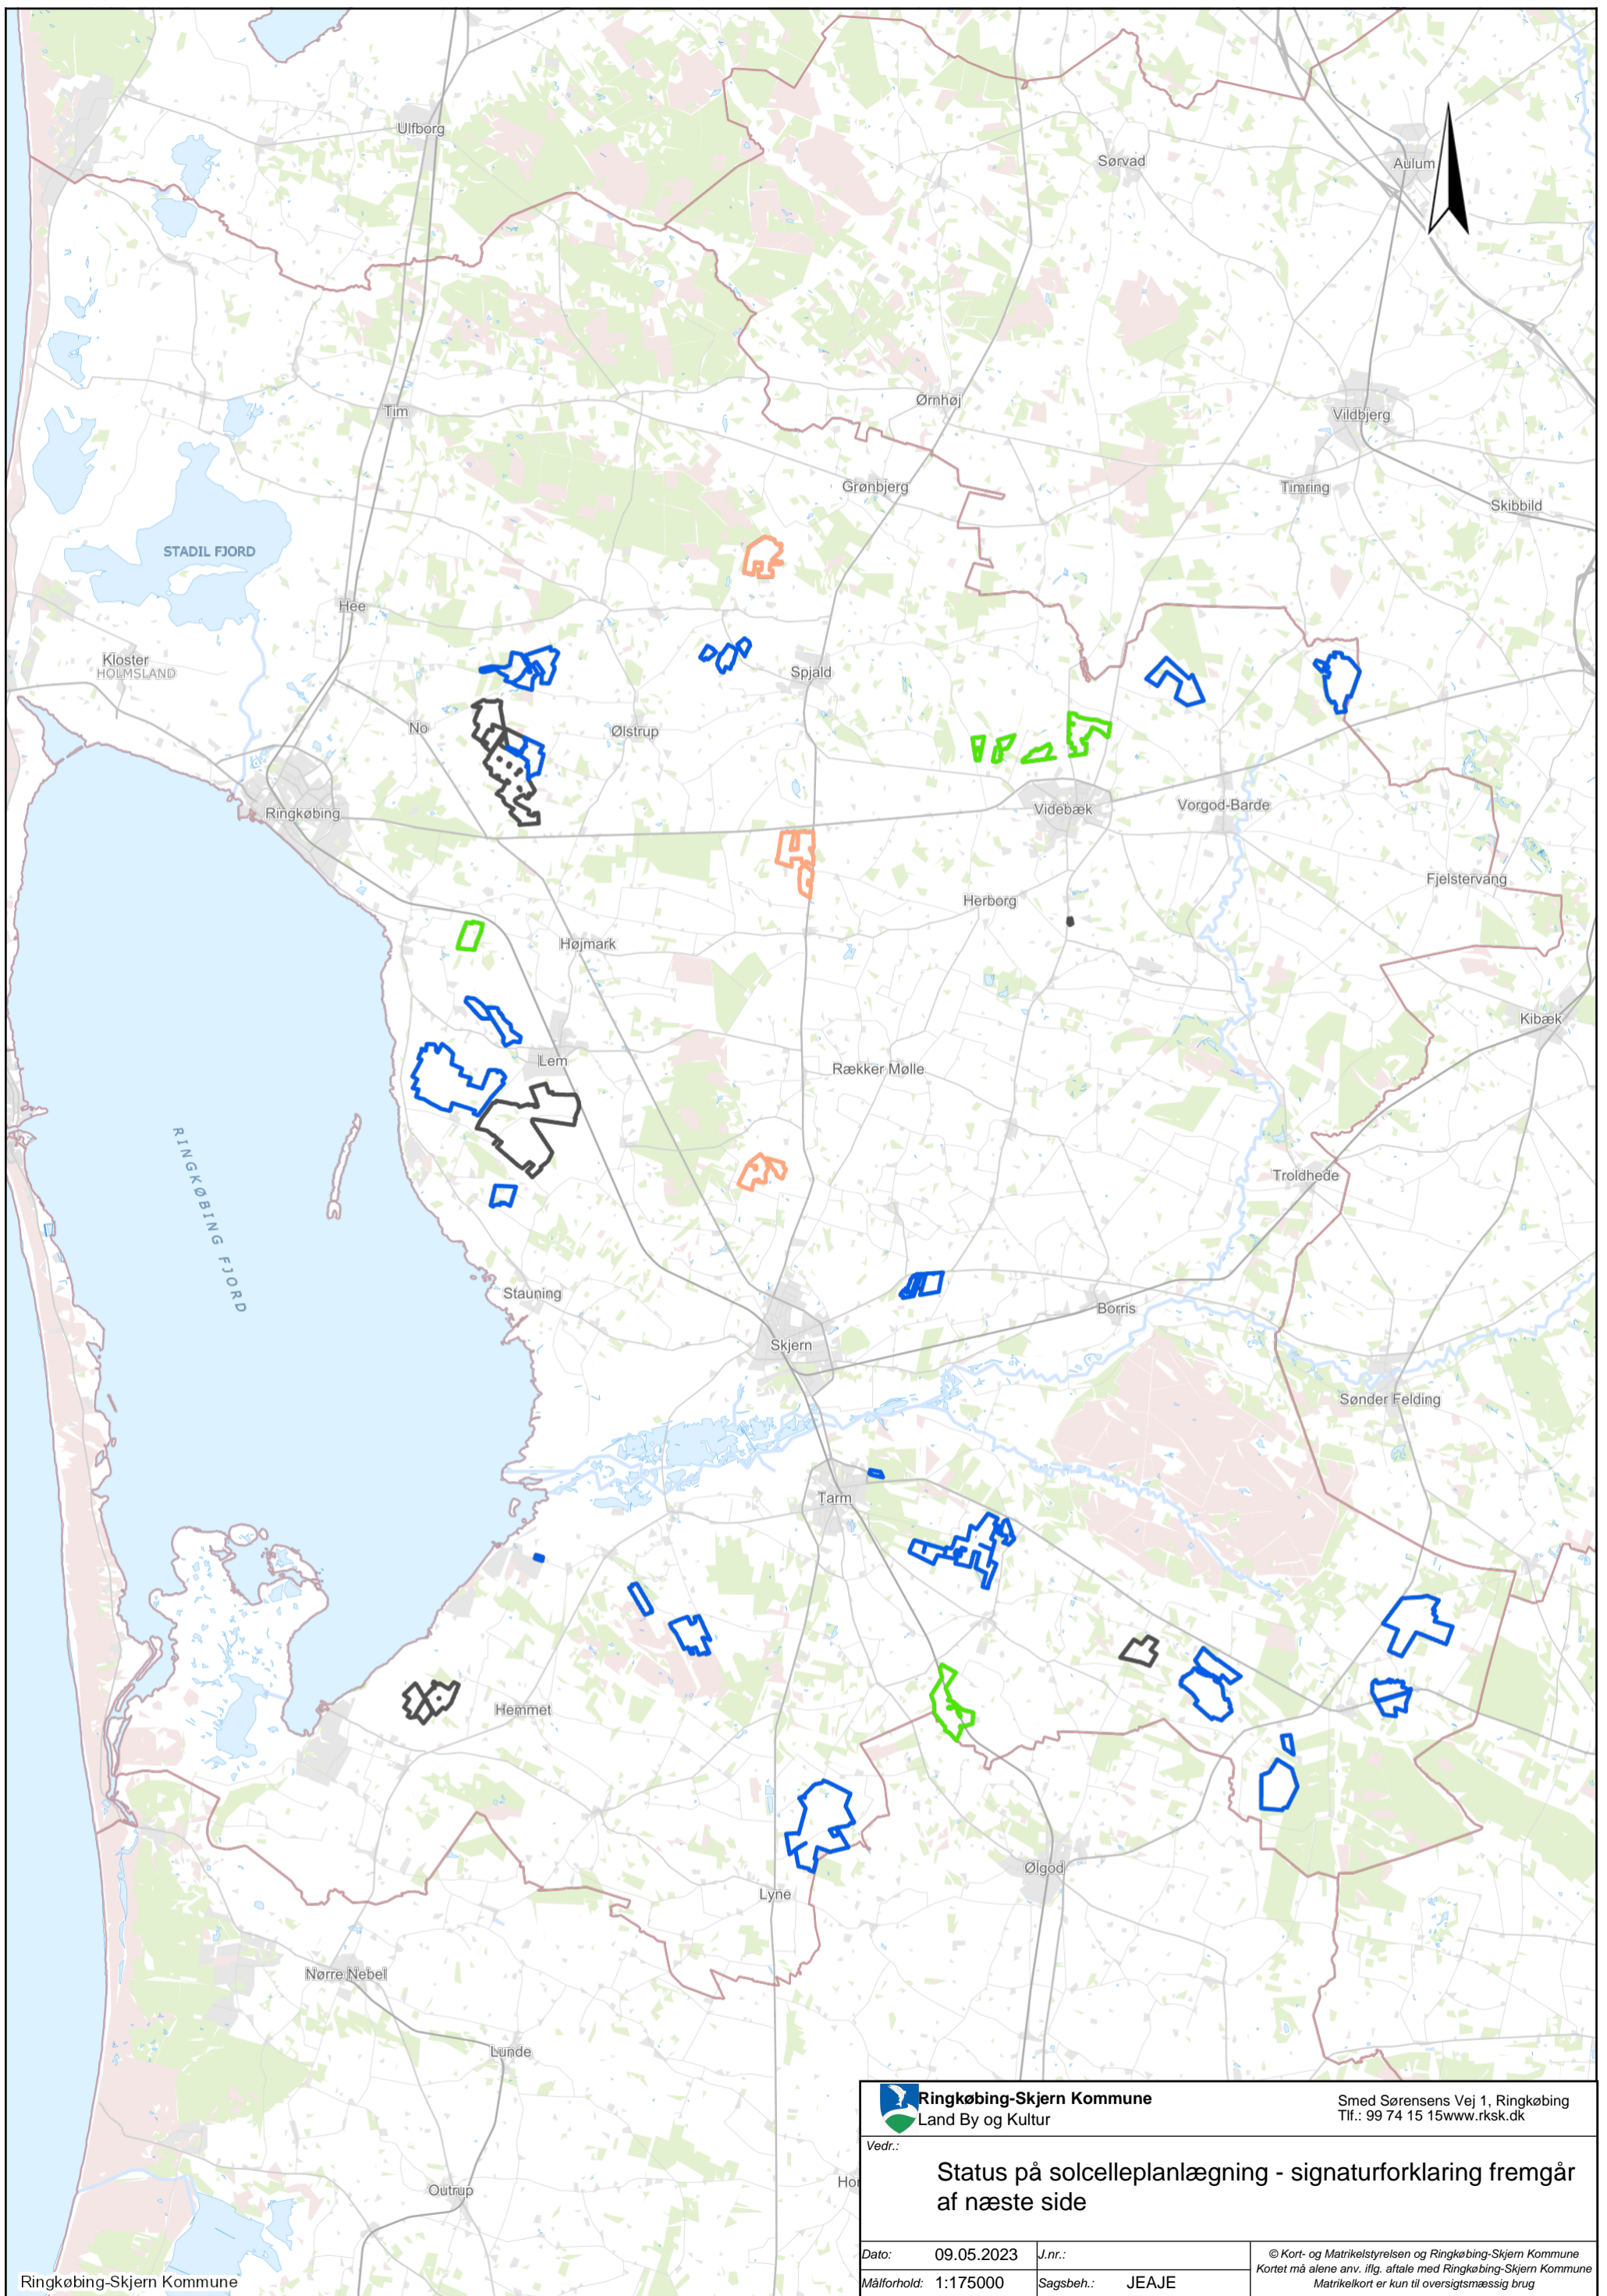 Ulfborg
Sørvad
Aulum
Tim
Ørnhøj
Vildbjerg
Grønbjerg
Timring
Skibbild
STADIL FJORD
Hee
Kloster
HOLMSLAND
Spjald
No
Ølstrup
Ringkøbing
Videbæk
Vorgod-Barde
Fjelstervang
Herborg
Højmark
Kibæk
Lem
Rækker Mølle
RINGKØBING FJORD
Troldhede
Stauning
Borris
Skjern
Sønder Felding
Tarm
Hemmet
Ølgod
Lyne
Nørre Nebel
Lunde
Outrup
Ringkøbing-Skjern Kommune
Ringkøbing-Skjern Kommune
Land By og Kultur
Smed Sørensens Vej 1, Ringkøbing
Tlf.: 99 74 15 15www.rksk.dk
Vedr.:
Status på solcelleplanlægning - signaturforklaring fremgår
af næste side
Dato: 09.05.2023 J.nr.:
Målforhold: 1:175000 Sagsbeh.: JEAJE
© Kort- og Matrikelstyrelsen og Ringkøbing-Skjern Kommune
Kortet må alene anv. iflg. aftale med Ringkøbing-Skjern Kommune
Matrikelkort er kun til oversigtsmæssig brug